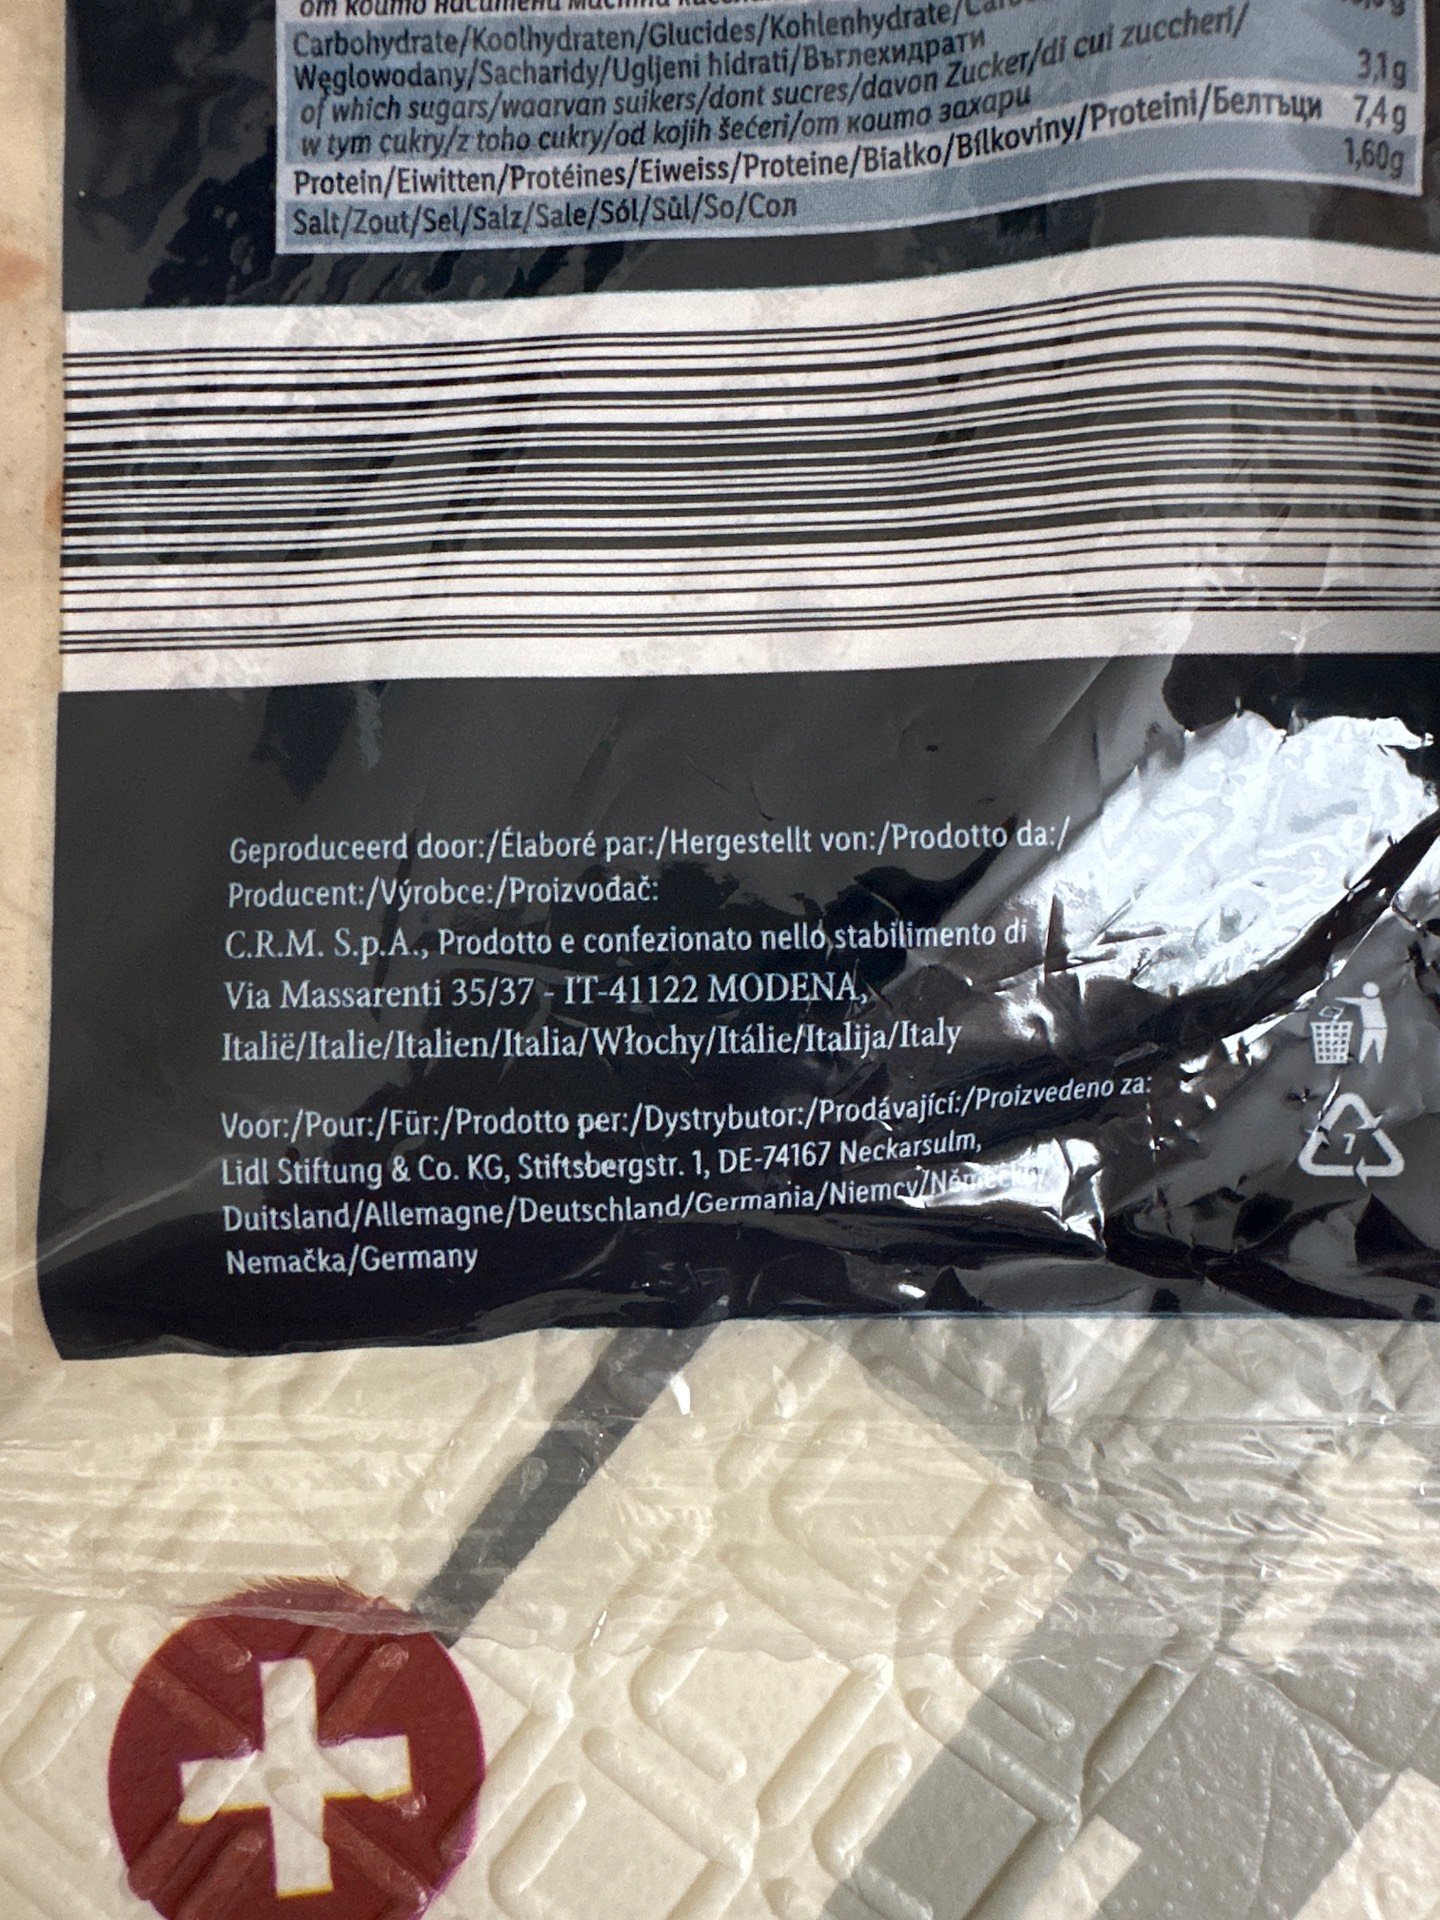 Carbohydrate/Koolhydraten/Glucides/Kohlenhydrate/
Węglowodany/Sacharidy/Ugljeni hidrati/Въглехидрати
of which sugars/waarvan suikers/dont sucres/davon Zucker/di cui zuccheri/
w tym cukry/z toho cukry/od kojih šećeri/от които захари 3,1g
Protein/Eiwitten/Protéines/Eiweiss/Proteine/Białko/Bílkoviny/Proteini/Белтъци 7,4g
Salt/Zout/Sel/Salz/Sale/Sól/Sůl/So/Сол 1,60g
Geproduceerd door:/Élaboré par:/Hergestellt von:/Prodotto da:/
Producent:/Výrobce:/Proizvođač:
C.R.M. S.p.A., Prodotto e confezionato nello stabilimento di
Via Massarenti 35/37 - IT-41122 MODENA,
Italië/Italie/Italien/Italia/Włochy/Itálie/Italija/Italy
Voor:/Pour:/Für:/Prodotto per:/Dystrybutor:/Prodávající:/Proizvedeno za:
Lidl Stiftung & Co. KG, Stiftsbergstr. 1, DE-74167 Neckarsulm,
Duitsland/Allemagne/Deutschland/Germania/Niemcy/
Nemačka/Germany
7